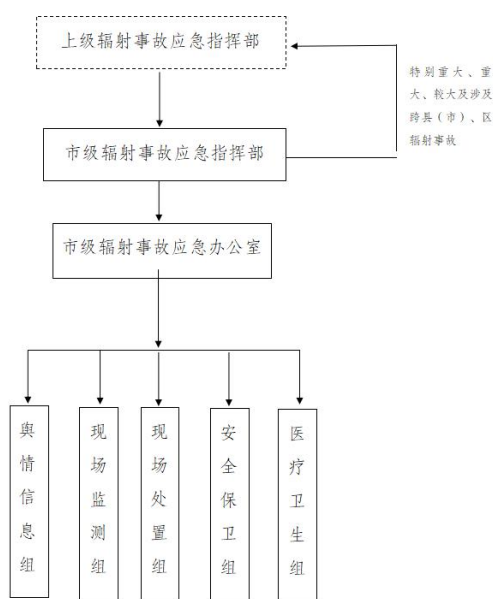 上级辐射事故应急指挥部
特别重大、重
大、较大及涉及
跨县（市）、区
辐射事故
市级辐射事故应急指挥部
市级辐射事故应急办公室
舆情信息组
现场监测组
现场处置组
安全保卫组
医疗卫生组